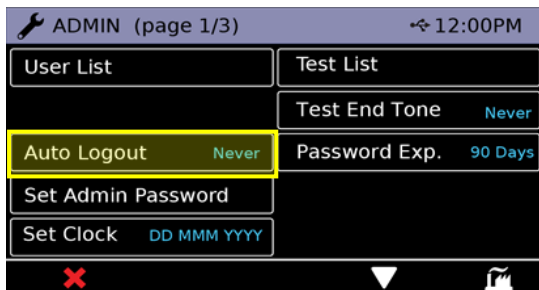 ADMIN (page 1/3) 12:00PM
User List
Test List
Test End Tone Never
Auto Logout Never
Password Exp. 90 Days
Set Admin Password
Set Clock DD MMM YYYY